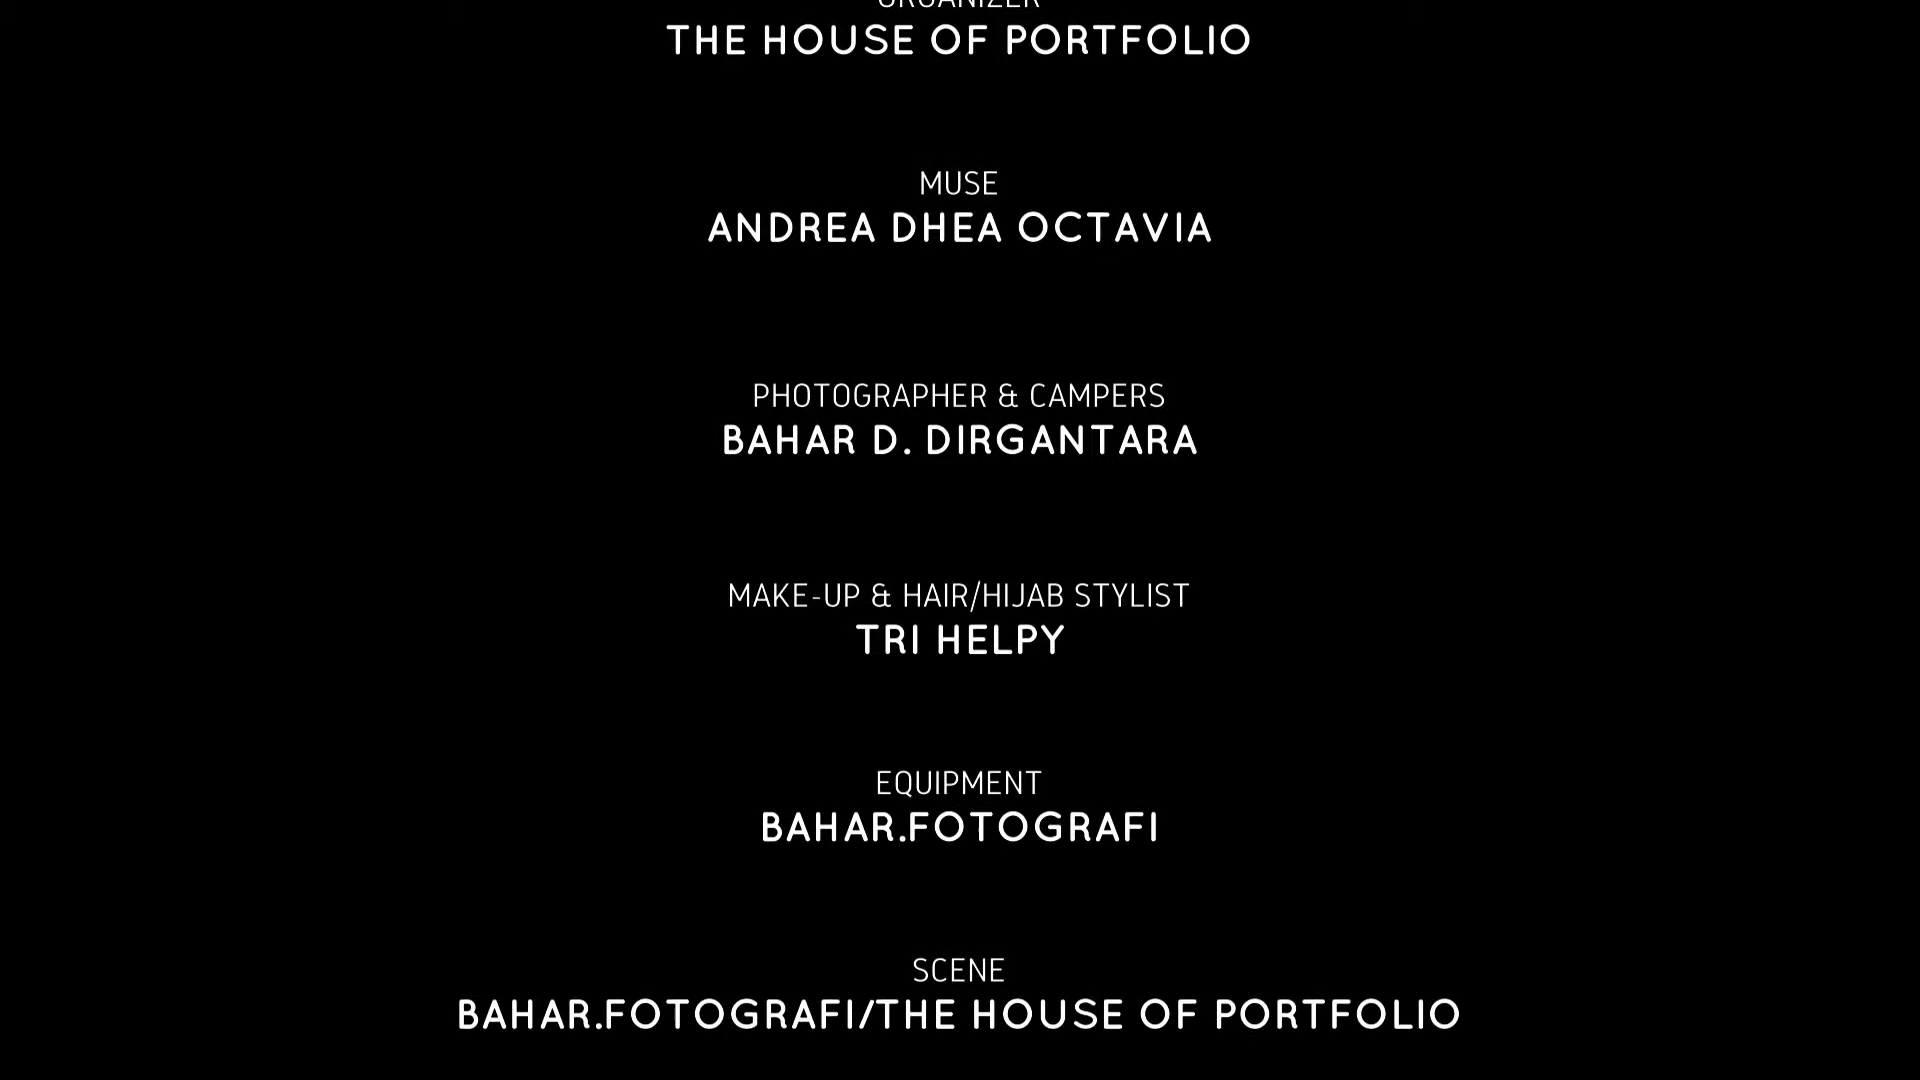 ORGANIZER
THE HOUSE OF PORTFOLIO
MUSE
ANDREA DHEA OCTAVIA
PHOTOGRAPHER & CAMPERS
BAHAR D. DIRGANTARA
MAKE-UP & HAIR/HIJAB STYLIST
TRI HELPY
EQUIPMENT
BAHAR.FOTOGRAFI
SCENE
BAHAR.FOTOGRAFI/THE HOUSE OF PORTFOLIO